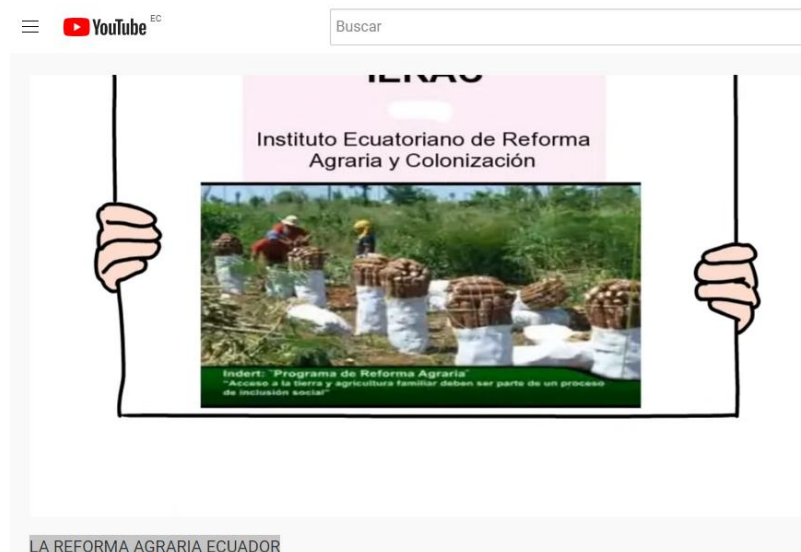 YouTube EC
Buscar
IERAC
Instituto Ecuatoriano de Reforma
Agraria y Colonización
Indert: "Programa de Reforma Agraria"
"Acceso a la tierra y agricultura familiar deben ser parte de un proceso
de inclusión social"
LA REFORMA AGRARIA ECUADOR